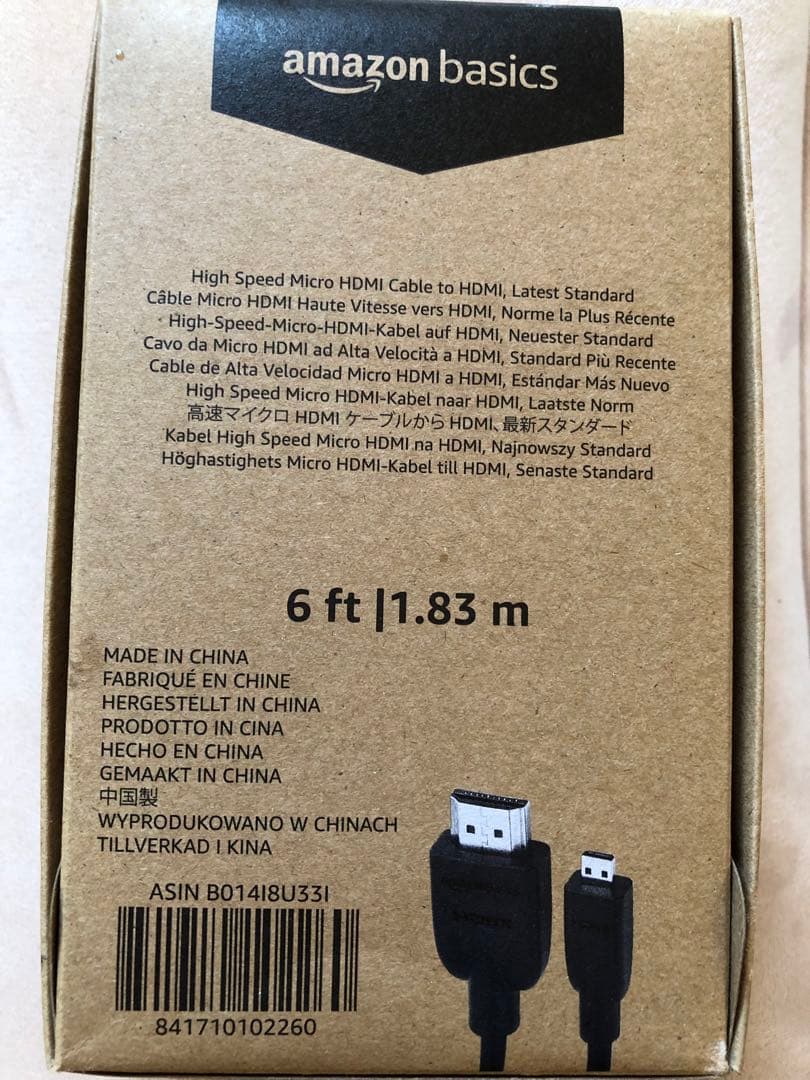 amazon basics
High Speed Micro HDMI Cable to HDMI, Latest Standard
Câble Micro HDMI Haute Vitesse vers HDMI, Norme la Plus Récente
High-Speed-Micro-HDMI-Kabel auf HDMI, Neuester Standard
Cavo da Micro HDMI ad Alta Velocità a HDMI, Standard Più Recente
Cable de Alta Velocidad Micro HDMI a HDMI, Estándar Más Nuevo
High Speed Micro HDMI-Kabel naar HDMI, Laatste Norm
高速マイクロ HDMI ケーブルから HDMI、最新スタンダード
Kabel High Speed Micro HDMI na HDMI, Najnowszy Standard
Höghastighets Micro HDMI-Kabel till HDMI, Senaste Standard
6 ft |1.83 m
MADE IN CHINA
FABRIQUÉ EN CHINE
HERGESTELLT IN CHINA
PRODOTTO IN CINA
HECHO EN CHINA
GEMAAKT IN CHINA
中国製
WYPRODUKOWANO W CHINACH
TILLVERKAD I KINA
ASIN B014I8U33I
841710102260